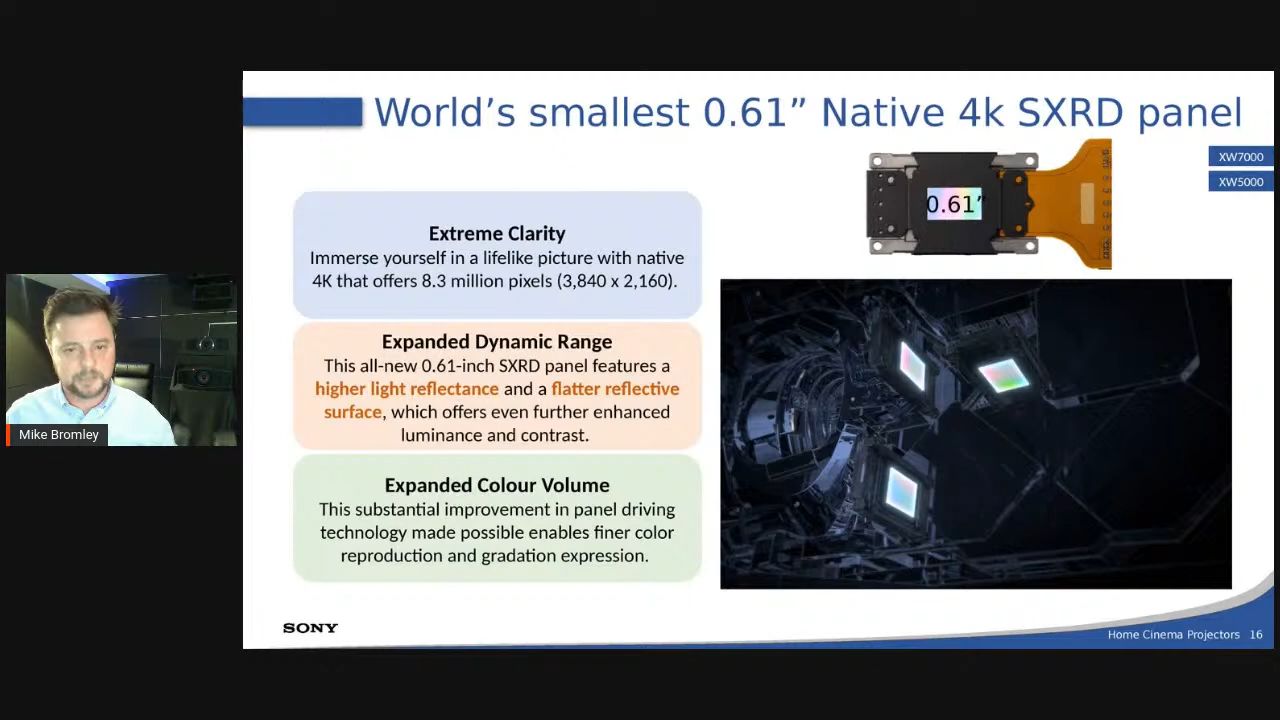 World’s smallest 0.61” Native 4k SXRD panel
XW7000
XW5000
0.61”
Extreme Clarity
Immerse yourself in a lifelike picture with native
4K that offers 8.3 million pixels (3,840 x 2,160).
Expanded Dynamic Range
This all-new 0.61-inch SXRD panel features a
higher light reflectance and a flatter reflective
surface, which offers even further enhanced
luminance and contrast.
Expanded Colour Volume
This substantial improvement in panel driving
technology made possible enables finer color
reproduction and gradation expression.
Mike Bromley
SONY
Home Cinema Projectors 16